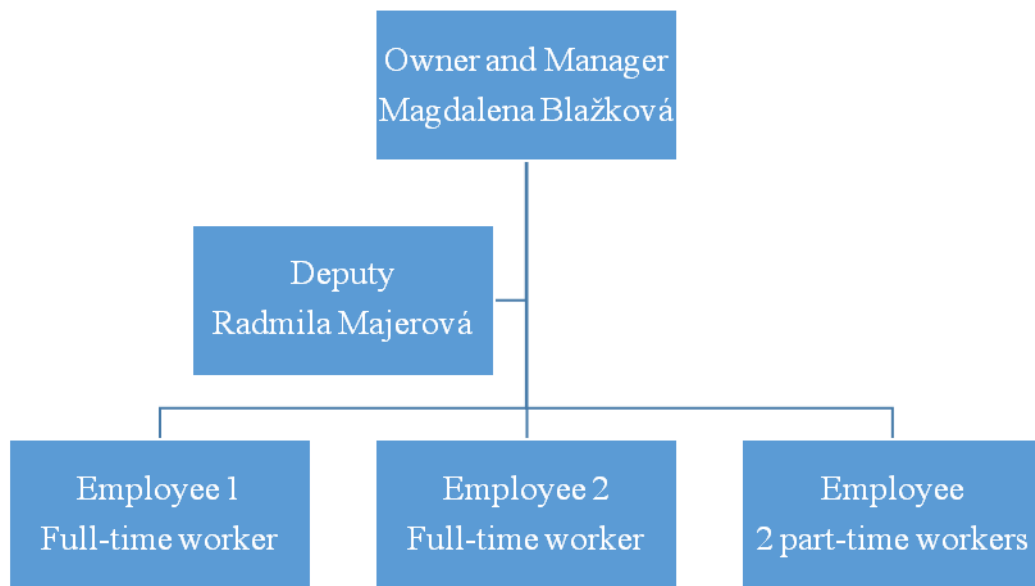 Owner and Manager
Magdalena Blažková
Deputy
Radmila Majerová
Employee 1
Full-time worker
Employee 2
Full-time worker
Employee
2 part-time workers